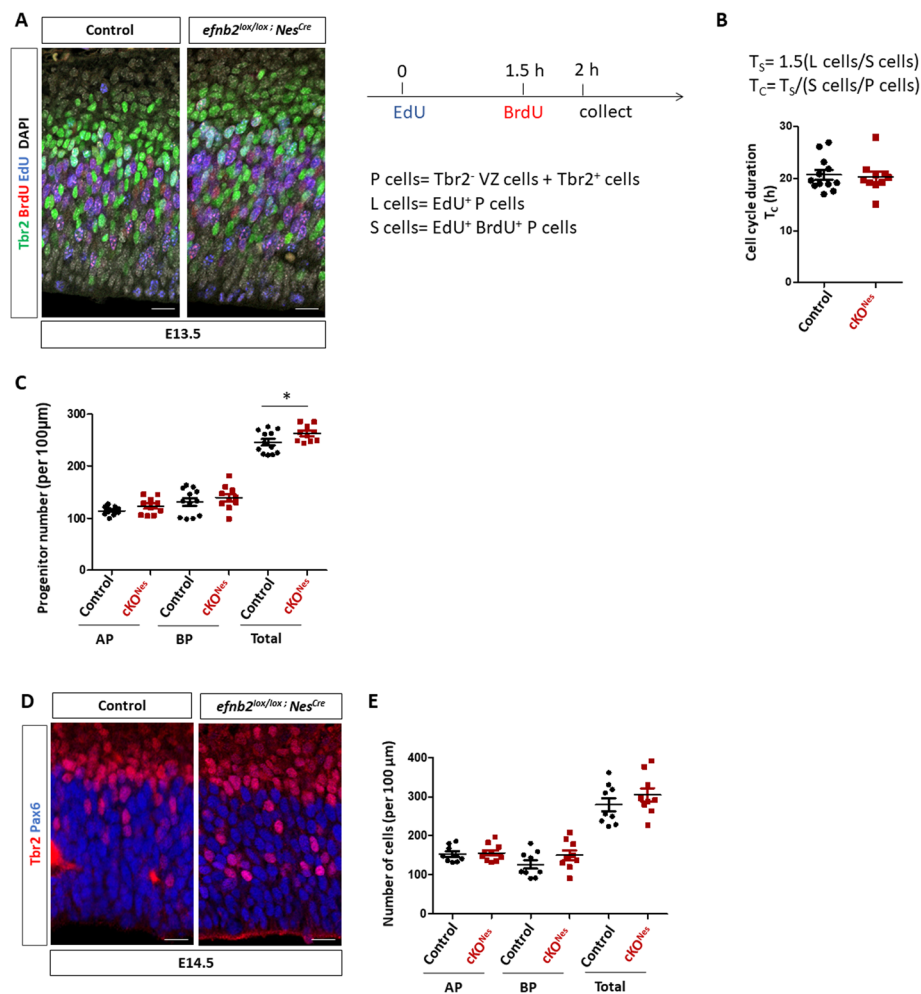 A
Control
efnb2lox/lox ; NesCre
Tbr2 BrdU EdU DAPI
E13.5
0
1.5 h
2 h
EdU
BrdU
collect
P cells= Tbr2- VZ cells + Tbr2+ cells
L cells= EdU+ P cells
S cells= EdU+ BrdU+ P cells
B
TS= 1.5(L cells/S cells)
TC= TS/(S cells/P cells)
Cell cycle duration
TC (h)
30
20
10
0
Control
cKONes
C
Progenitor number (per 100µm)
300
200
100
0
*
Control
cKONes
Control
cKONes
Control
cKONes
AP
BP
Total
D
Control
efnb2lox/lox ; NesCre
Tbr2 Pax6
E14.5
E
Number of cells (per 100 µm)
400
300
200
100
0
Control
cKONes
Control
cKONes
Control
cKONes
AP
BP
Total